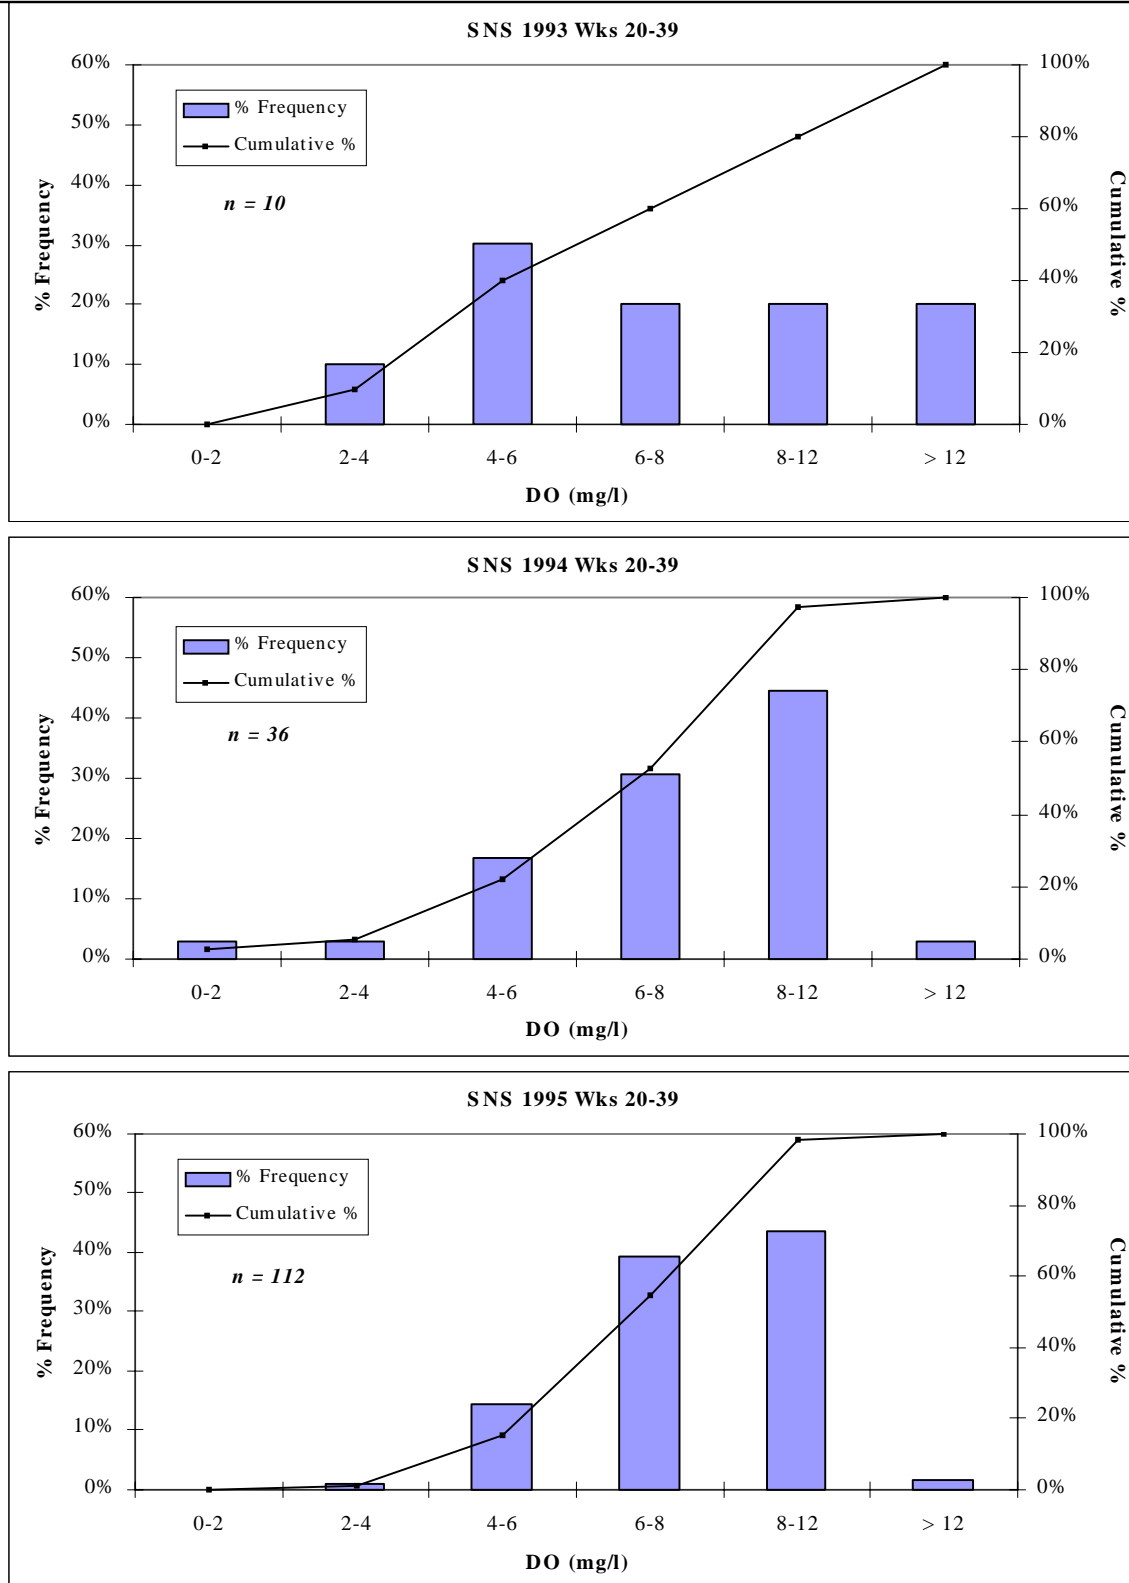 SNS 1993 Wks 20-39
60%
50%
40%
30%
20%
10%
0%
% Frequency
% Frequency
Cumulative %
n = 10
100%
80%
60%
40%
20%
0%
Cumulative %
0-2 2-4 4-6 6-8 8-12 > 12
DO (mg/l)
SNS 1994 Wks 20-39
60%
50%
40%
30%
20%
10%
0%
% Frequency
% Frequency
Cumulative %
n = 36
100%
80%
60%
40%
20%
0%
Cumulative %
0-2 2-4 4-6 6-8 8-12 > 12
DO (mg/l)
SNS 1995 Wks 20-39
60%
50%
40%
30%
20%
10%
0%
% Frequency
% Frequency
Cumulative %
n = 112
100%
80%
60%
40%
20%
0%
Cumulative %
0-2 2-4 4-6 6-8 8-12 > 12
DO (mg/l)